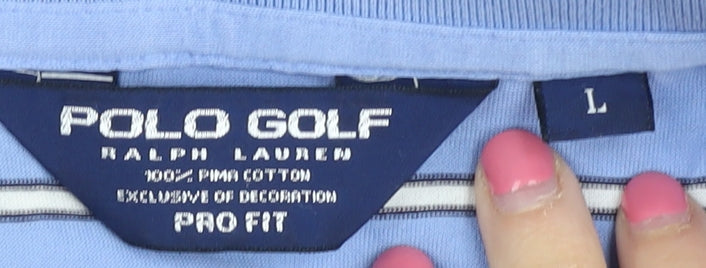 POLO GOLF
RALPH LAUREN
100% PIMA COTTON
EXCLUSIVE OF DECORATION
PRO FIT
L